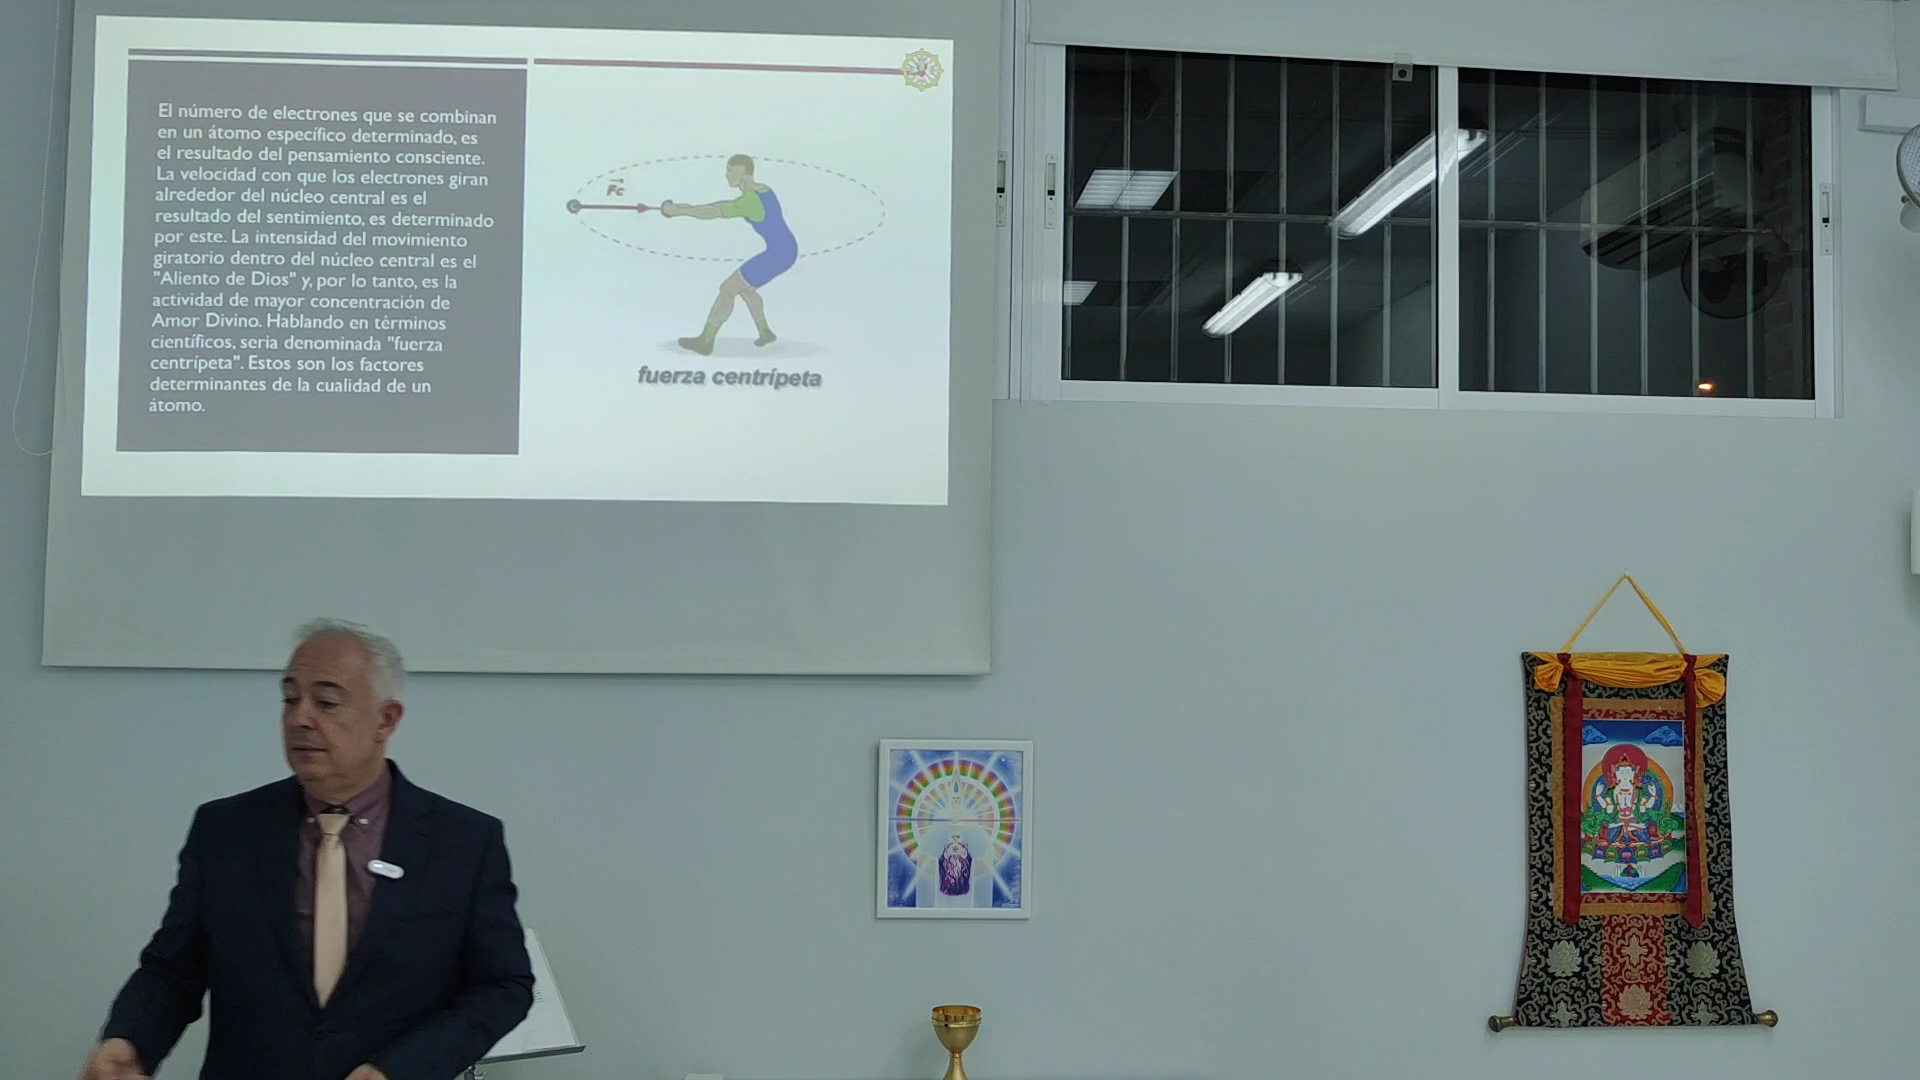 El número de electrones que se combinan
en un átomo específico determinado, es
el resultado del pensamiento consciente.
La velocidad con que los electrones giran
alrededor del núcleo central es el
resultado del sentimiento, es determinado
por este. La intensidad del movimiento
giratorio dentro del núcleo central es el
"Aliento de Dios" y, por lo tanto, es la
actividad de mayor concentración de
Amor Divino. Hablando en términos
científicos, seria denominada "fuerza
centrípeta". Estos son los factores
determinantes de la cualidad de un
átomo.
Fc
fuerza centrípeta